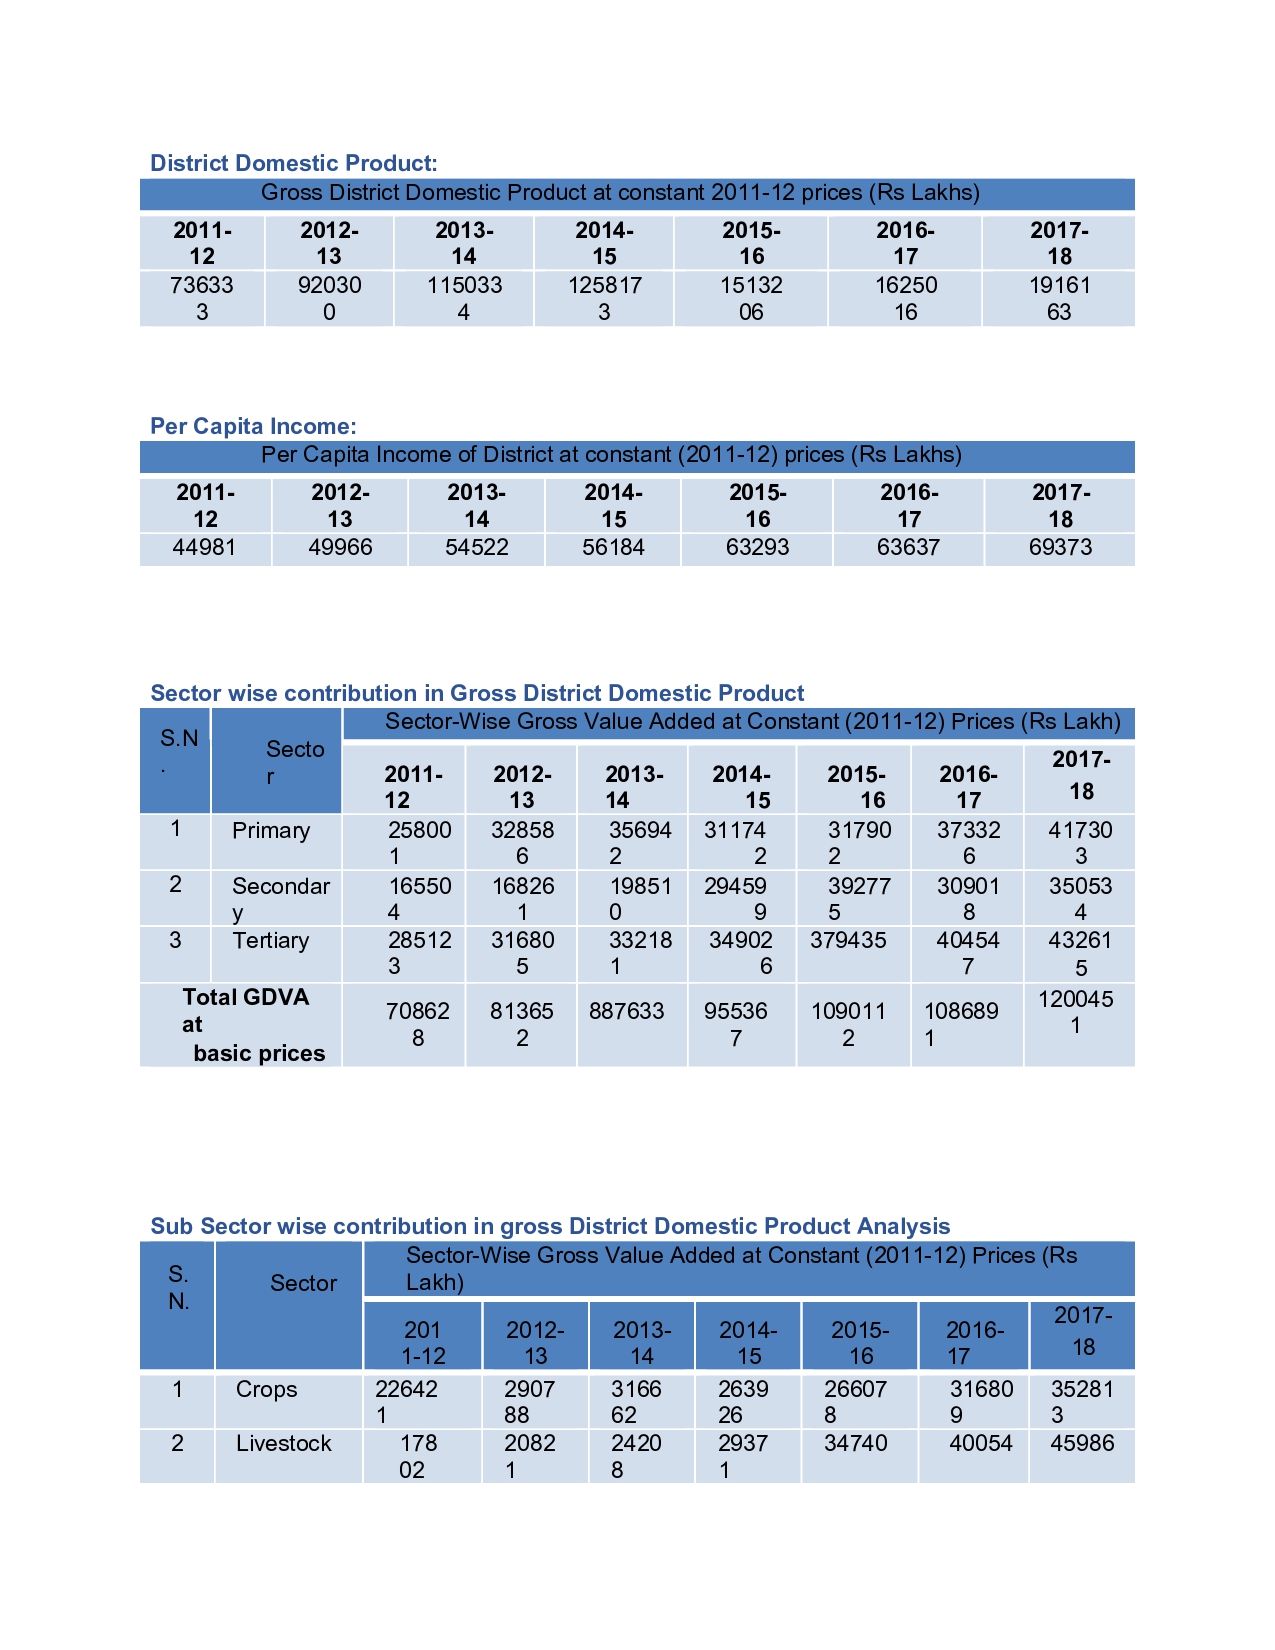 District Domestic Product:
Gross District Domestic Product at constant 2011-12 prices (Rs Lakhs)
2011-12 2012-13 2013-14 2014-15 2015-16 2016-17 2017-18
736333 920300 1150334 1258173 1513206 1625016 1916163
Per Capita Income:
Per Capita Income of District at constant (2011-12) prices (Rs Lakhs)
2011-12 2012-13 2013-14 2014-15 2015-16 2016-17 2017-18
44981 49966 54522 56184 63293 63637 69373
Sector wise contribution in Gross District Domestic Product
S.N. Sector Sector-Wise Gross Value Added at Constant (2011-12) Prices (Rs Lakh)
2011-12 2012-13 2013-14 2014-15 2015-16 2016-17 2017-18
1 Primary 258001 328586 356942 311742 317902 373326 417303
2 Secondary 165504 168261 198510 294599 392775 309018 350534
3 Tertiary 285123 316805 332181 349026 379435 404547 432615
Total GDVA at basic prices 708628 813652 887633 955367 1090112 1086891 1200451
Sub Sector wise contribution in gross District Domestic Product Analysis
S.N. Sector Sector-Wise Gross Value Added at Constant (2011-12) Prices (Rs Lakh)
2011-12 2012-13 2013-14 2014-15 2015-16 2016-17 2017-18
1 Crops 226421 290788 316662 263926 266078 316809 352813
2 Livestock 17802 20821 24208 29371 34740 40054 45986